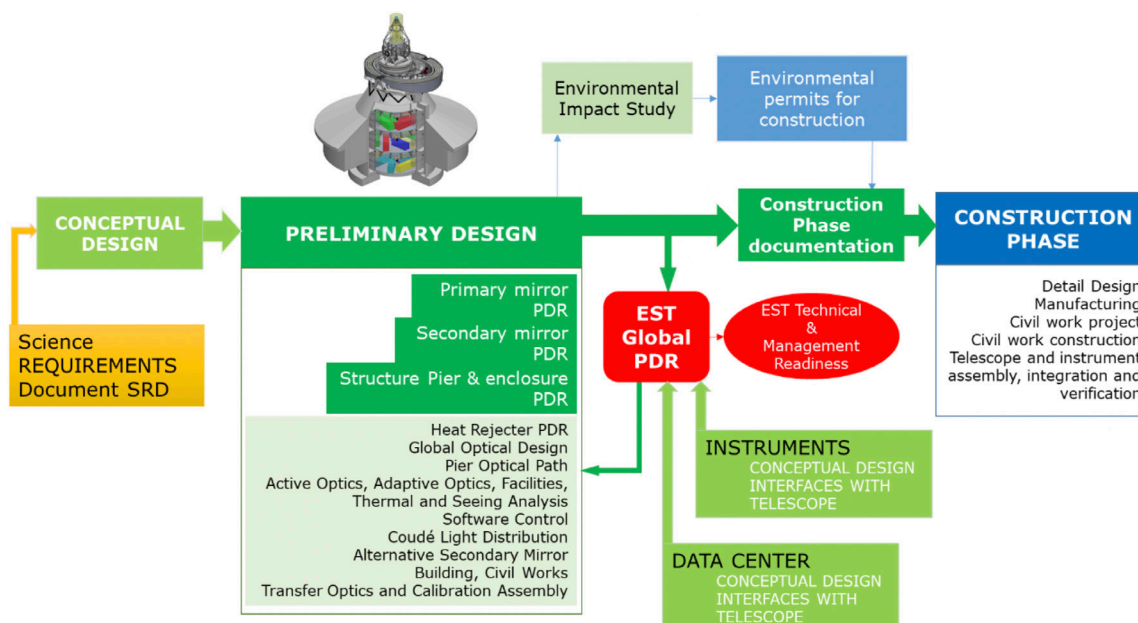 Environmental
Impact Study
Environmental
permits for
construction
CONCEPTUAL
DESIGN
PRELIMINARY DESIGN
Construction
Phase
documentation
CONSTRUCTION
PHASE
Science
REQUIREMENTS
Document SRD
Primary mirror
PDR
Secondary mirror
PDR
Structure Pier & enclosure
PDR
Heat Rejecter PDR
Global Optical Design
Pier Optical Path
Active Optics, Adaptive Optics, Facilities,
Thermal and Seeing Analysis
Software Control
Coudé Light Distribution
Alternative Secondary Mirror
Building, Civil Works
Transfer Optics and Calibration Assembly
EST
Global
PDR
EST Technical
&
Management
Readiness
Detail Design
Manufacturing
Civil work project
Civil work construction
Telescope and instrument
assembly, integration and
verification
INSTRUMENTS
CONCEPTUAL DESIGN
INTERFACES WITH
TELESCOPE
DATA CENTER
CONCEPTUAL DESIGN
INTERFACES WITH
TELESCOPE